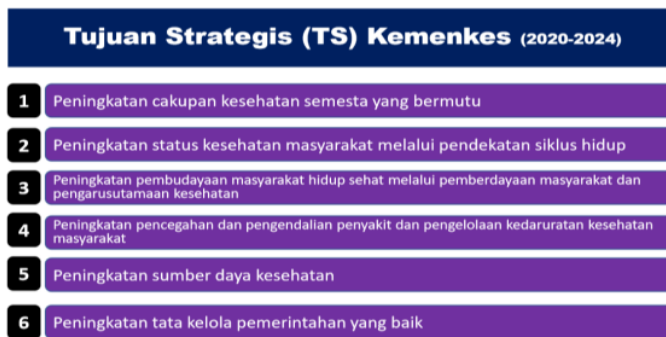 Tujuan Strategis (TS) Kemenkes (2020-2024)
1 Peningkatan cakupan kesehatan semesta yang bermutu
2 Peningkatan status kesehatan masyarakat melalui pendekatan siklus hidup
3 Peningkatan pembudayaan masyarakat hidup sehat melalui pemberdayaan masyarakat dan
pengarusutamaan kesehatan
4 Peningkatan pencegahan dan pengendalian penyakit dan pengelolaan kedaruratan kesehatan
masyarakat
5 Peningkatan sumber daya kesehatan
6 Peningkatan tata kelola pemerintahan yang baik